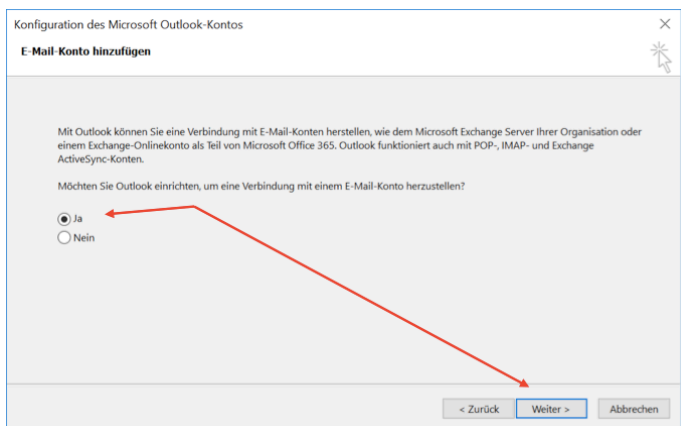 Konfiguration des Microsoft Outlook-Kontos
E-Mail-Konto hinzufügen
Mit Outlook können Sie eine Verbindung mit E-Mail-Konten herstellen, wie dem Microsoft Exchange Server Ihrer Organisation oder
einem Exchange-Onlinekonto als Teil von Microsoft Office 365. Outlook funktioniert auch mit POP-, IMAP- und Exchange
ActiveSync-Konten.
Möchten Sie Outlook einrichten, um eine Verbindung mit einem E-Mail-Konto herzustellen?
Ja
Nein
< Zurück Weiter > Abbrechen